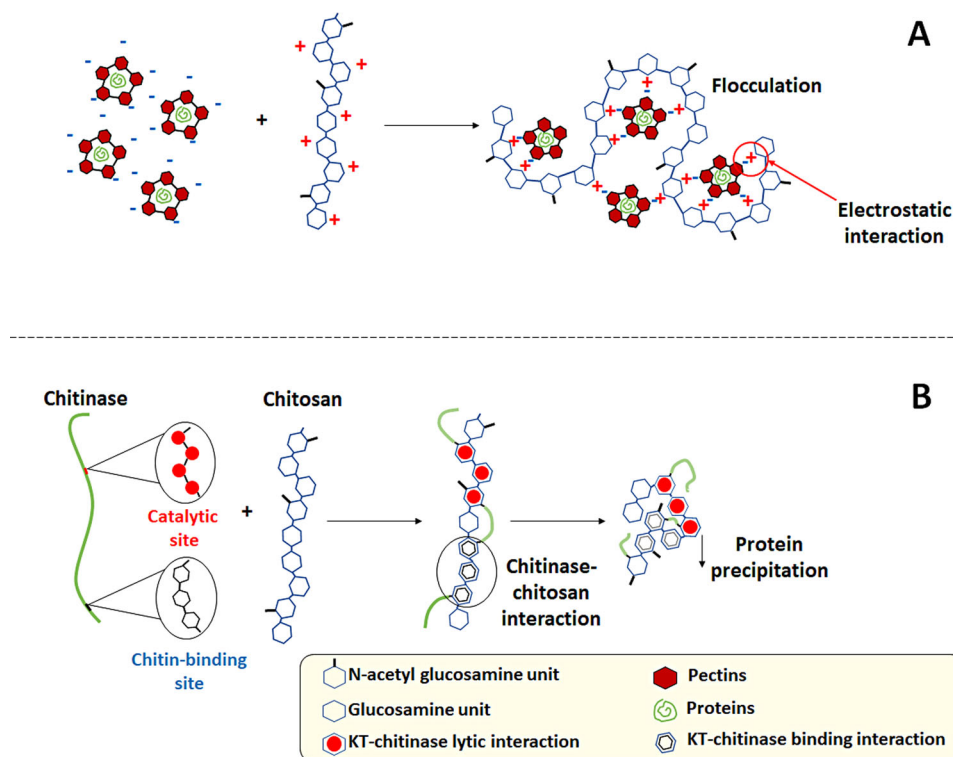 A
Flocculation
+
Electrostatic
interaction
B
Chitinase
Chitosan
+
Catalytic
site
Chitin-binding
site
Chitinase-
chitosan
interaction
Protein
precipitation
N-acetyl glucosamine unit
Pectins
Glucosamine unit
Proteins
KT-chitinase lytic interaction
KT-chitinase binding interaction